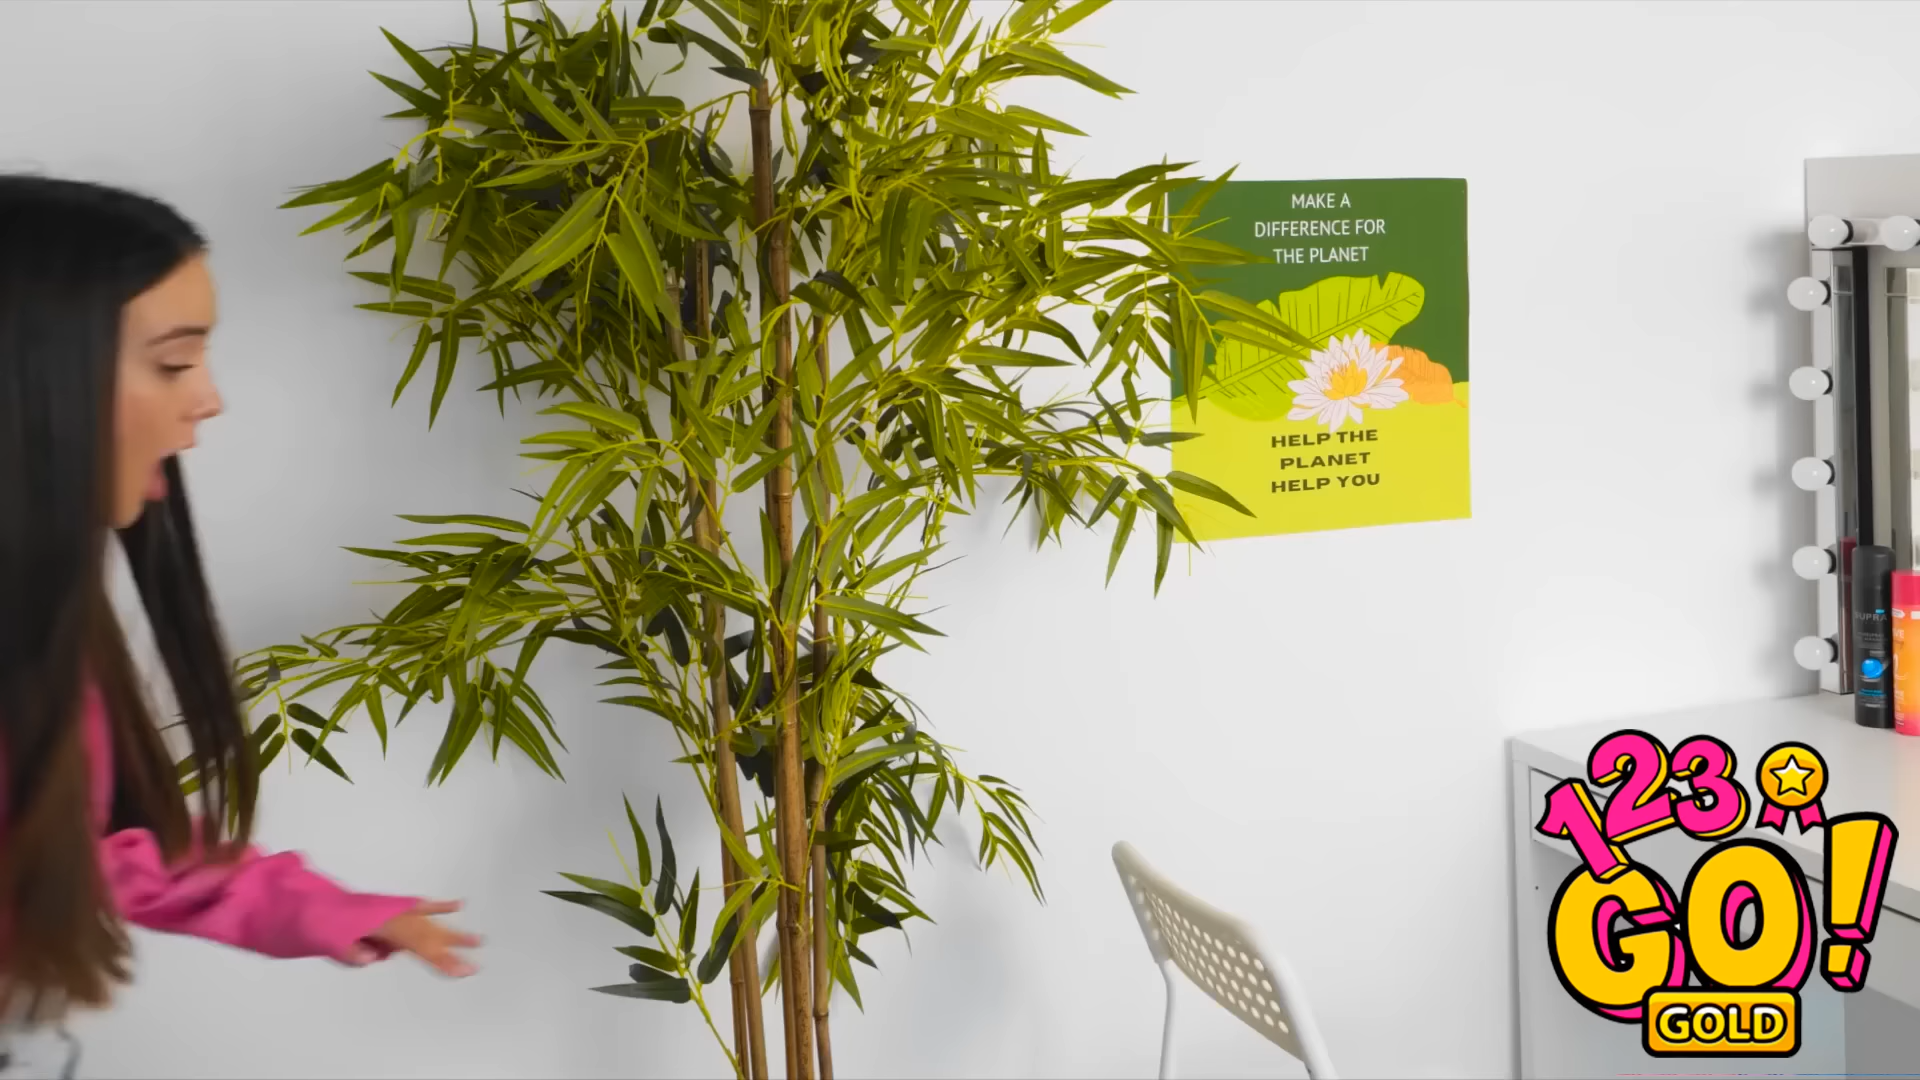 MAKE A
DIFFERENCE FOR
THE PLANET
HELP THE
PLANET
HELP YOU
123
GO!
GOLD